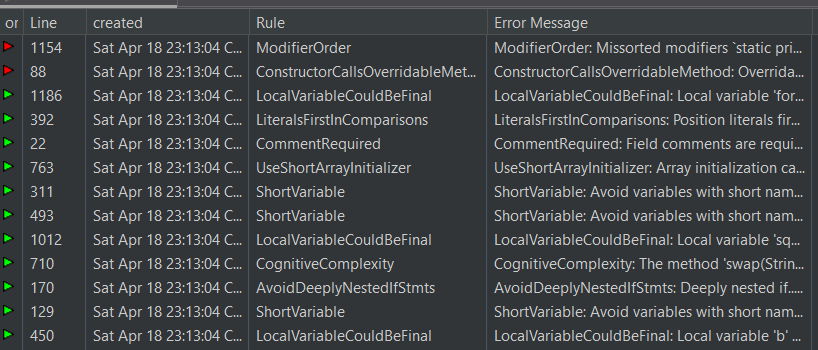 or Line created Rule Error Message
1154 Sat Apr 18 23:13:04 C... ModifierOrder ModifierOrder: Missorted modifiers `static pri...
88 Sat Apr 18 23:13:04 C... ConstructorCallsOverridableMet... ConstructorCallsOverridableMethod: Overrida...
1186 Sat Apr 18 23:13:04 C... LocalVariableCouldBeFinal LocalVariableCouldBeFinal: Local variable 'for...
392 Sat Apr 18 23:13:04 C... LiteralsFirstInComparisons LiteralsFirstInComparisons: Position literals fir...
22 Sat Apr 18 23:13:04 C... CommentRequired CommentRequired: Field comments are requi...
763 Sat Apr 18 23:13:04 C... UseShortArrayInitializer UseShortArrayInitializer: Array initialization ca...
311 Sat Apr 18 23:13:04 C... ShortVariable ShortVariable: Avoid variables with short nam...
493 Sat Apr 18 23:13:04 C... ShortVariable ShortVariable: Avoid variables with short nam...
1012 Sat Apr 18 23:13:04 C... LocalVariableCouldBeFinal LocalVariableCouldBeFinal: Local variable 'sq...
710 Sat Apr 18 23:13:04 C... CognitiveComplexity CognitiveComplexity: The method 'swap(Strin...
170 Sat Apr 18 23:13:04 C... AvoidDeeplyNestedIfStmts AvoidDeeplyNestedIfStmts: Deeply nested if.....
129 Sat Apr 18 23:13:04 C... ShortVariable ShortVariable: Avoid variables with short nam...
450 Sat Apr 18 23:13:04 C... LocalVariableCouldBeFinal LocalVariableCouldBeFinal: Local variable 'b' ...